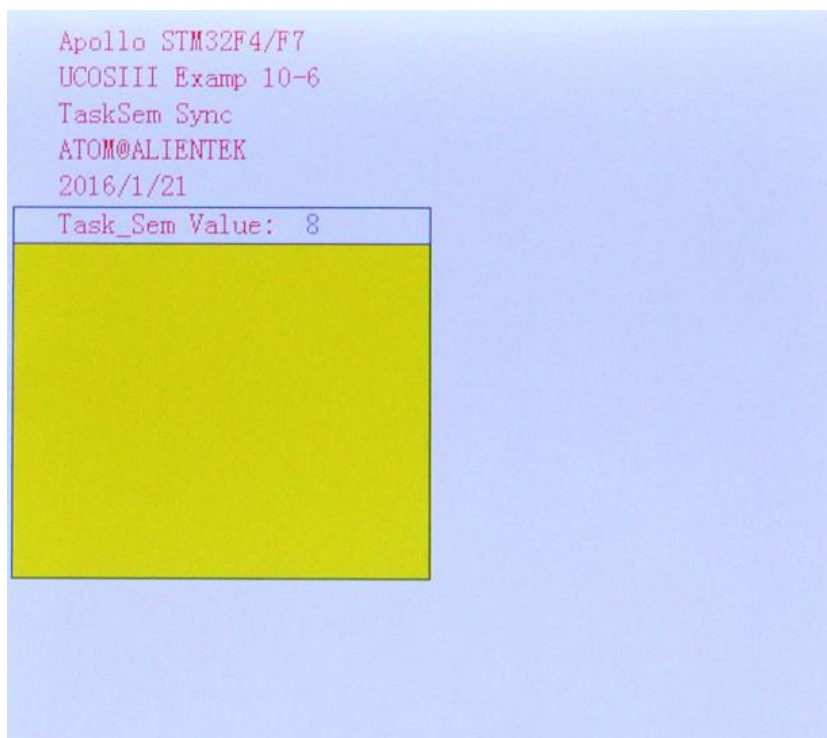 Apollo STM32F4/F7
UCOSIII Examp 10-6
TaskSem Sync
ATOM@ALIENTEK
2016/1/21
Task_Sem Value: 8